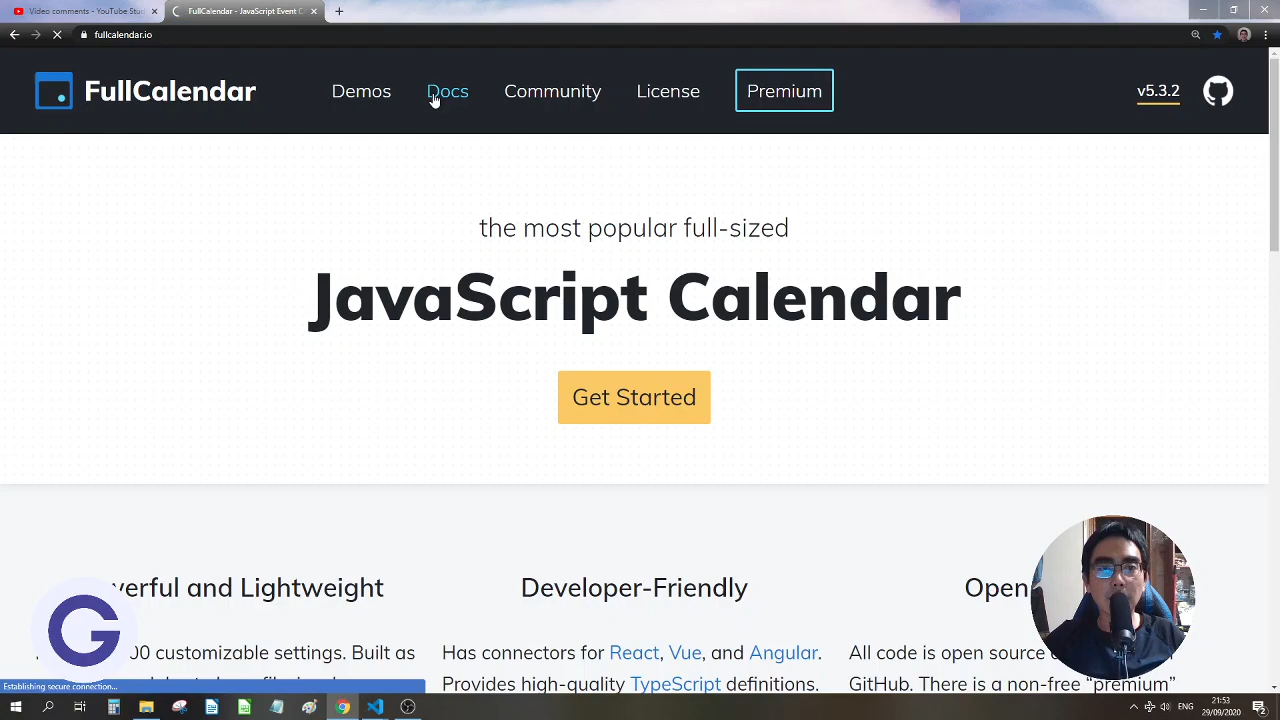 Video comments - YouTube Stud
FullCalendar - JavaScript Event C
fullcalendar.io
FullCalendar
Demos
Docs
Community
License
Premium
v5.3.2
the most popular full-sized
JavaScript Calendar
Get Started
erful and Lightweight
Developer-Friendly
Open
00 customizable settings. Built as
Has connectors for React, Vue, and Angular.
All code is open source
Provides high-quality TypeScript definitions.
GitHub. There is a non-free “premium”
G
Establishing secure connection...
ENG
21:53
29/09/2020
2